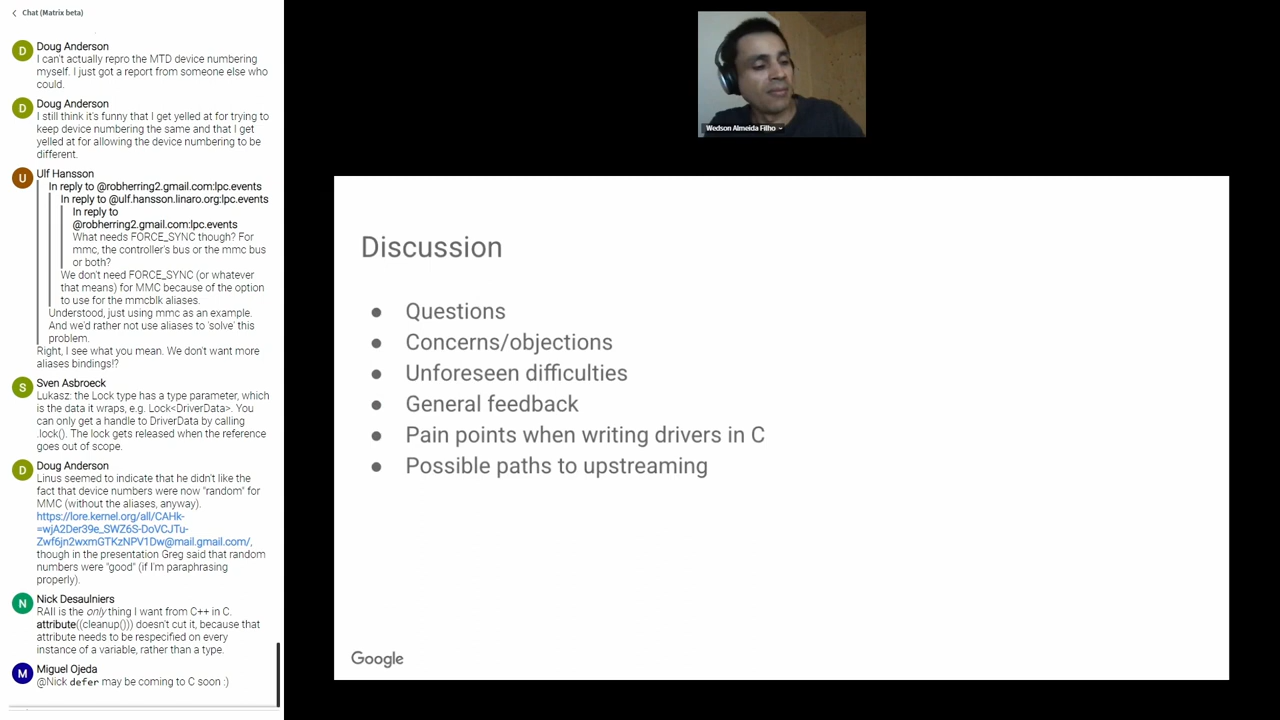 Chat (Matrix beta)
Doug Anderson
I can't actually repro the MTD device numbering
myself. I just got a report from someone else who
could.
Doug Anderson
I still think it's funny that I get yelled at for trying to
keep device numbering the same and that I get
yelled at for allowing the device numbering to be
different.
Ulf Hansson
In reply to @robherring2.gmail.com:lpc.events
In reply to @ulf.hansson.linaro.org:lpc.events
In reply to
@robherring2.gmail.com:lpc.events
What needs FORCE_SYNC though? For
mmc, the controller's bus or the mmc bus
or both?
We don't need FORCE_SYNC (or whatever
that means) for MMC because of the option
to use for the mmcblk aliases.
Understood, just using mmc as an example.
And we'd rather not use aliases to 'solve' this
problem.
Right, I see what you mean. We don't want more
aliases bindings!?
Sven Asbroeck
Lukasz: the Lock type has a type parameter, which
is the data it wraps, e.g. Lock<DriverData>. You
can only get a handle to DriverData by calling
.lock(). The lock gets released when the reference
goes out of scope.
Doug Anderson
Linus seemed to indicate that he didn't like the
fact that device numbers were now "random" for
MMC (without the aliases, anyway).
https://lore.kernel.org/all/CAHk-
=wjA2Der39e_SWZ6S-DoVCJTu-
Zwf6jn2wxmGTKzNPV1Dw@mail.gmail.com/,
though in the presentation Greg said that random
numbers were "good" (if I'm paraphrasing
properly).
Nick Desaulniers
RAII is the only thing I want from C++ in C.
attribute((cleanup())) doesn't cut it, because that
attribute needs to be respecified on every
instance of a variable, rather than a type.
Miguel Ojeda
@Nick defer may be coming to C soon :)
D
D
U
S
D
N
M
Wedson Almeida Filho
Discussion
● Questions
● Concerns/objections
● Unforeseen difficulties
● General feedback
● Pain points when writing drivers in C
● Possible paths to upstreaming
Google